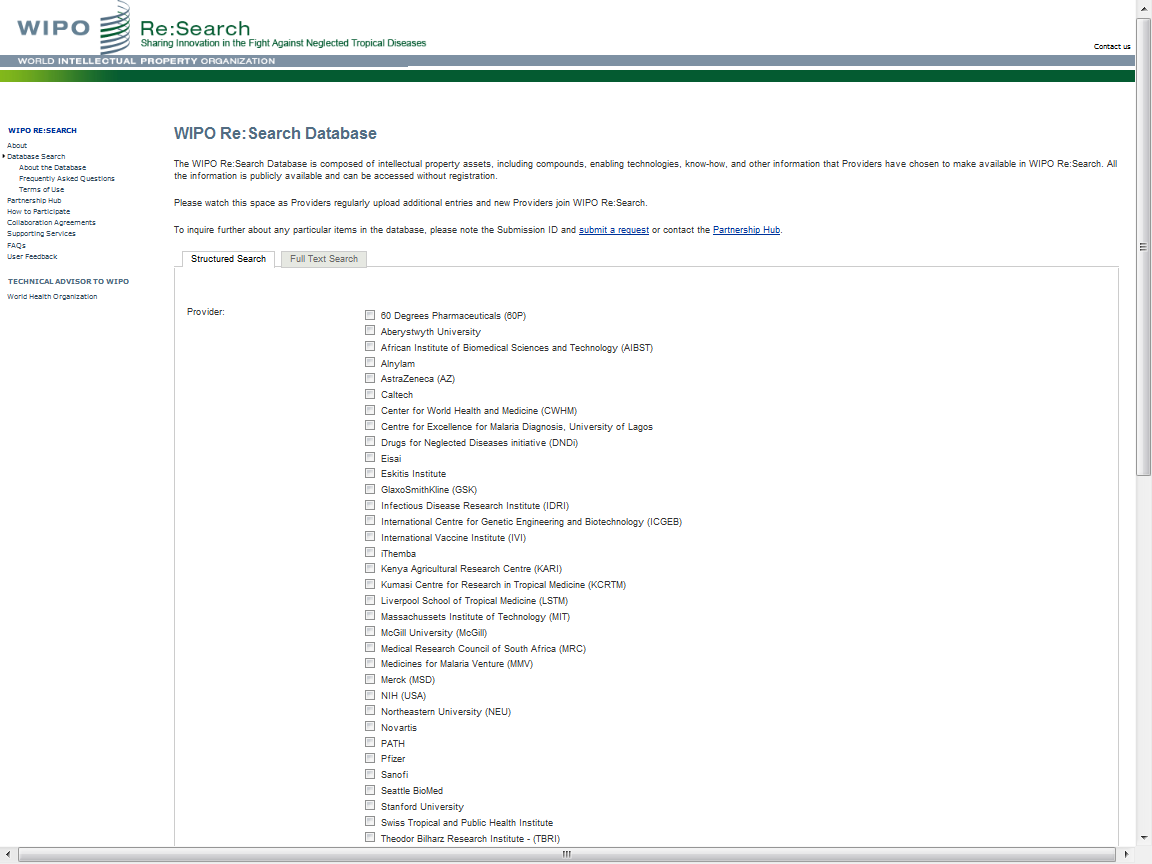 WIPO
Re:Search
Sharing Innovation in the Fight Against Neglected Tropical Diseases
Contact us
WORLD INTELLECTUAL PROPERTY ORGANIZATION
WIPO RE:SEARCH
About
Database Search
About the Database
Frequently Asked Questions
Terms of Use
Partnership Hub
How to Participate
Collaboration Agreements
Supporting Services
FAQs
User Feedback
TECHNICAL ADVISOR TO WIPO
World Health Organization
WIPO Re:Search Database
The WIPO Re:Search Database is composed of intellectual property assets, including compounds, enabling technologies, know-how, and other information that Providers have chosen to make available in WIPO Re:Search. All
the information is publicly available and can be accessed without registration.
Please watch this space as Providers regularly upload additional entries and new Providers join WIPO Re:Search.
To inquire further about any particular items in the database, please note the Submission ID and submit a request or contact the Partnership Hub.
Structured Search
Full Text Search
Provider:
60 Degrees Pharmaceuticals (60P)
Aberystwyth University
African Institute of Biomedical Sciences and Technology (AIBST)
Alnylam
AstraZeneca (AZ)
Caltech
Center for World Health and Medicine (CWHM)
Centre for Excellence for Malaria Diagnosis, University of Lagos
Drugs for Neglected Diseases initiative (DNDi)
Eisai
Eskitis Institute
GlaxoSmithKline (GSK)
Infectious Disease Research Institute (IDRI)
International Centre for Genetic Engineering and Biotechnology (ICGEB)
International Vaccine Institute (IVI)
iThemba
Kenya Agricultural Research Centre (KARI)
Kumasi Centre for Research in Tropical Medicine (KCRTM)
Liverpool School of Tropical Medicine (LSTM)
Massachussets Institute of Technology (MIT)
McGill University (McGill)
Medical Research Council of South Africa (MRC)
Medicines for Malaria Venture (MMV)
Merck (MSD)
NIH (USA)
Northeastern University (NEU)
Novartis
PATH
Pfizer
Sanofi
Seattle BioMed
Stanford University
Swiss Tropical and Public Health Institute
Theodor Bilharz Research Institute - (TBRI)